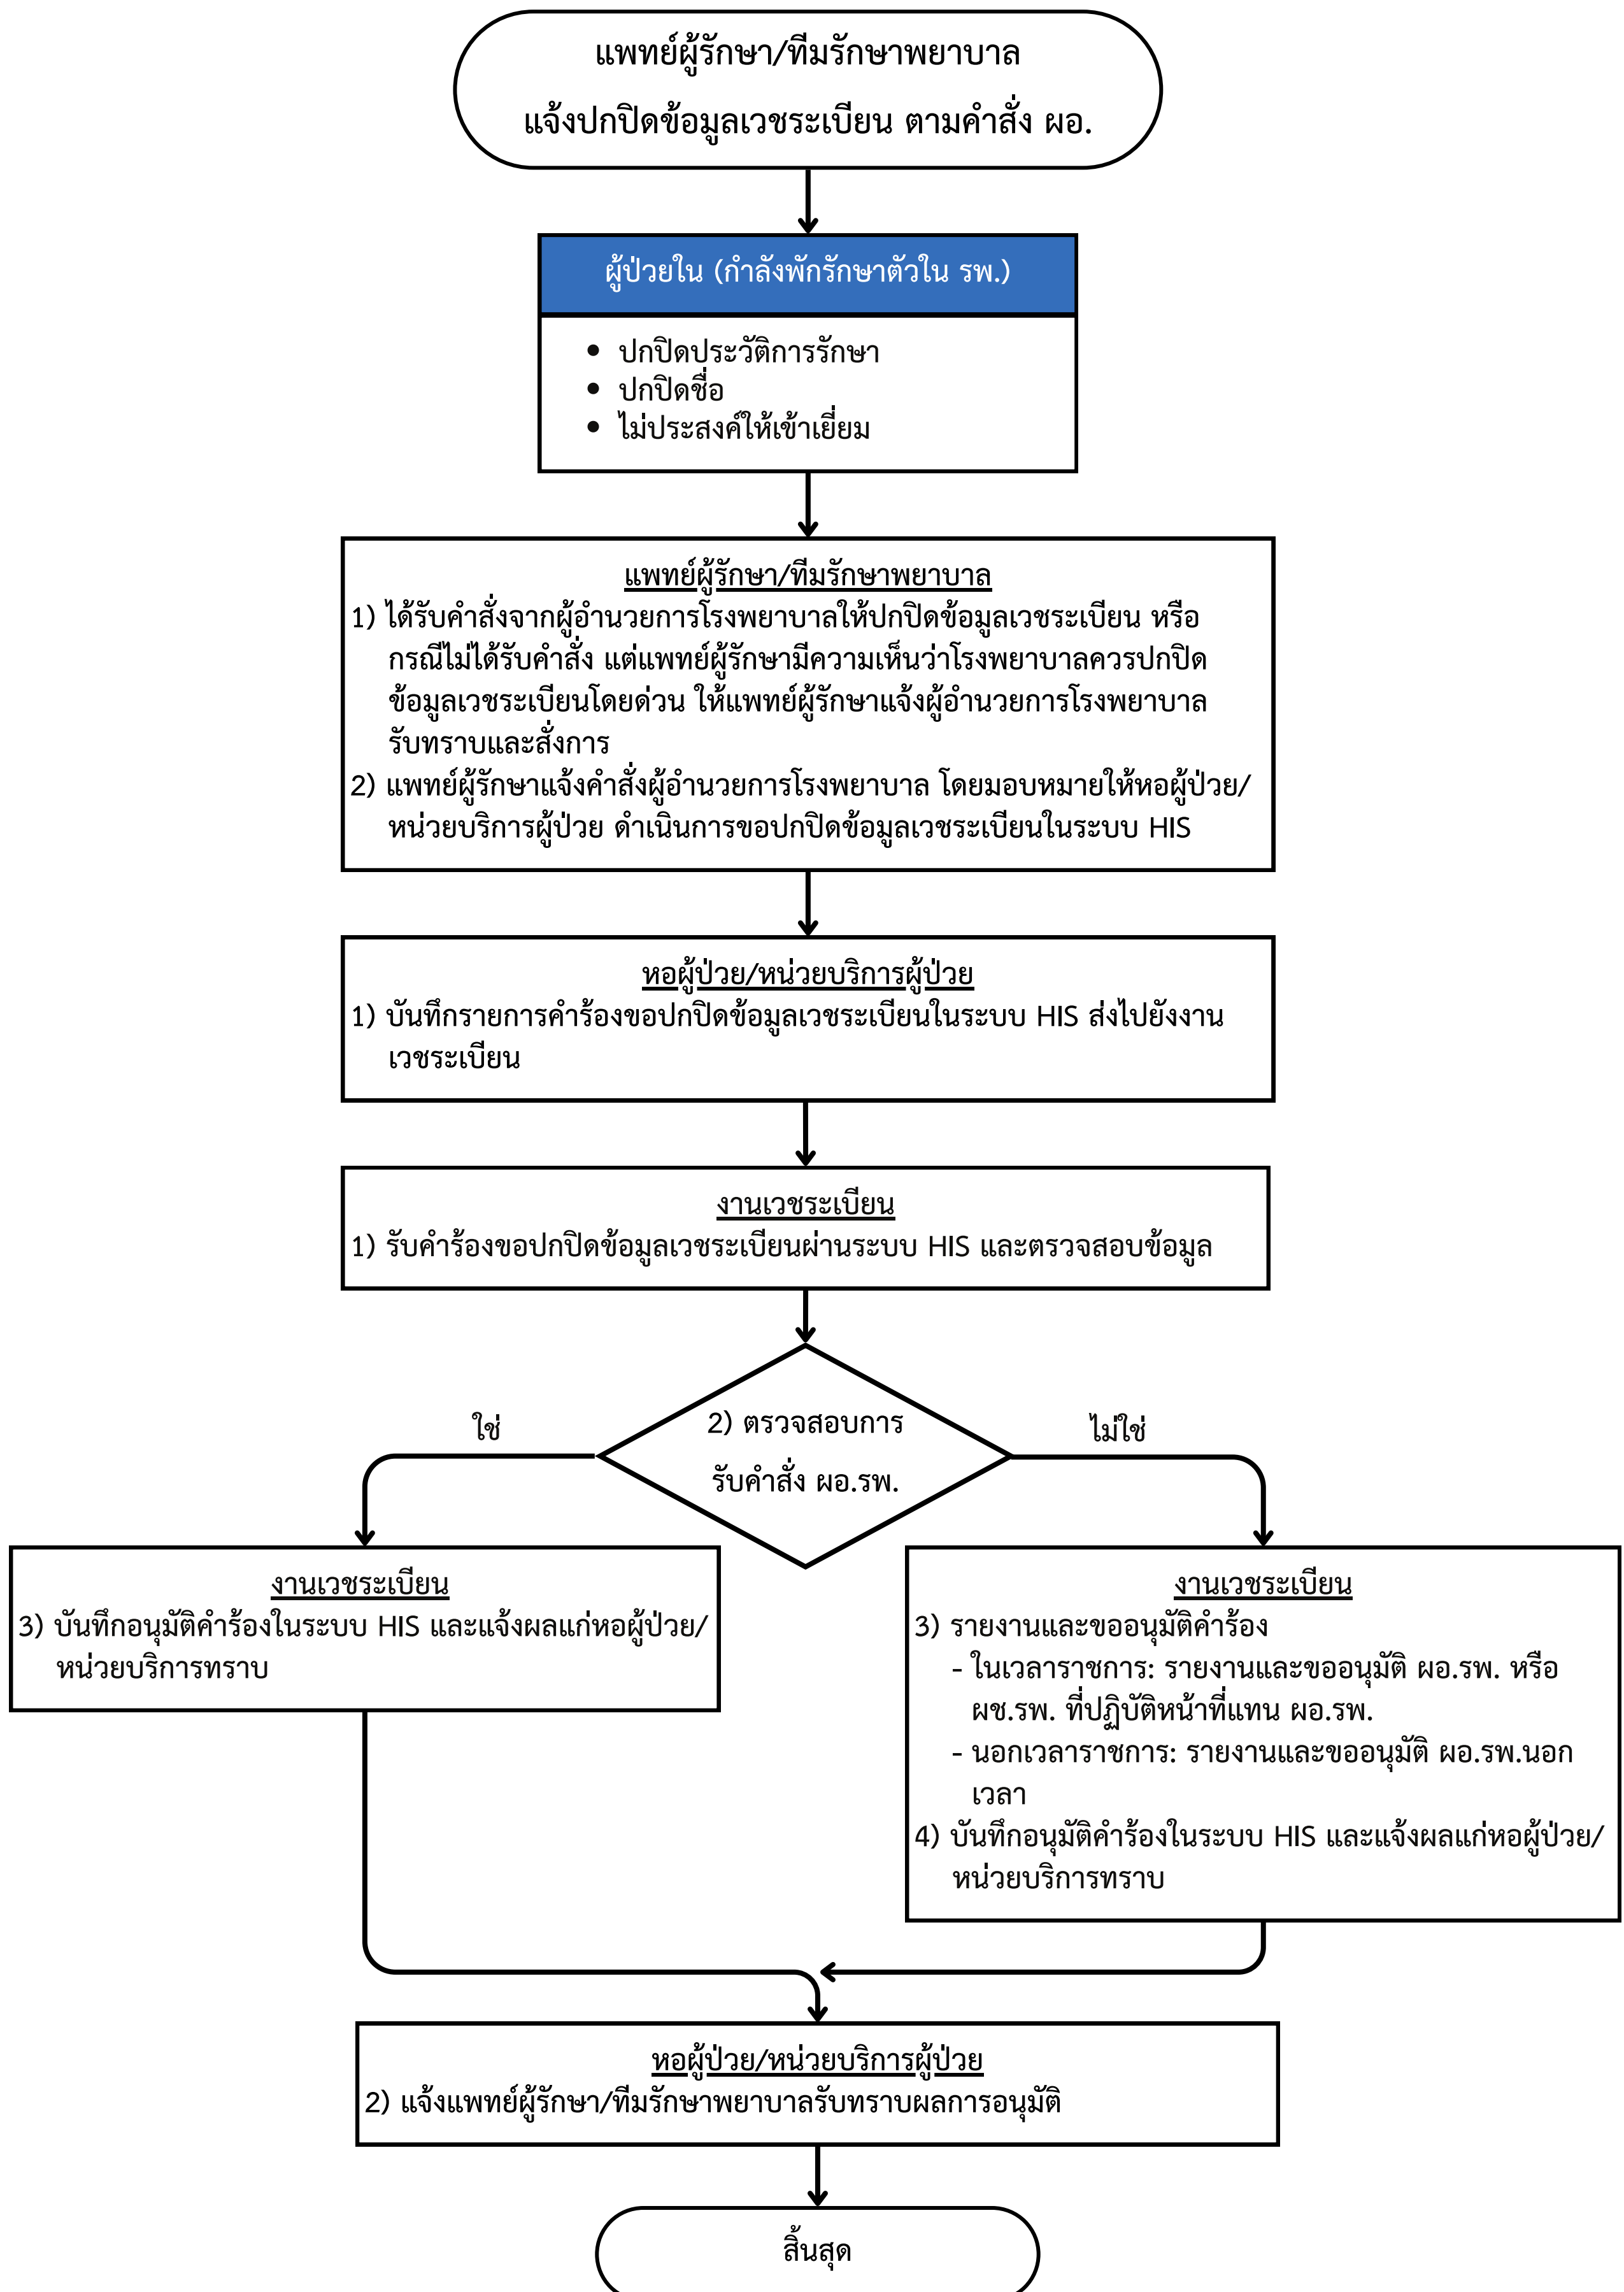 แพทย์ผู้รักษา/ทีมรักษาพยาบาล
แจ้งปกปิดข้อมูลเวชระเบียน ตามคำสั่ง ผอ.
ผู้ป่วยใน (กำลังพักรักษาตัวใน รพ.)
• ปกปิดประวัติการรักษา
• ปกปิดชื่อ
• ไม่ประสงค์ให้เข้าเยี่ยม
แพทย์ผู้รักษา/ทีมรักษาพยาบาล
1) ได้รับคำสั่งจากผู้อำนวยการโรงพยาบาลให้ปกปิดข้อมูลเวชระเบียน หรือ
กรณีไม่ได้รับคำสั่ง แต่แพทย์ผู้รักษามีความเห็นว่าโรงพยาบาลควรปกปิด
ข้อมูลเวชระเบียนโดยด่วน ให้แพทย์ผู้รักษาแจ้งผู้อำนวยการโรงพยาบาล
รับทราบและสั่งการ
2) แพทย์ผู้รักษาแจ้งคำสั่งผู้อำนวยการโรงพยาบาล โดยมอบหมายให้หอผู้ป่วย/
หน่วยบริการผู้ป่วย ดำเนินการขอปกปิดข้อมูลเวชระเบียนในระบบ HIS
หอผู้ป่วย/หน่วยบริการผู้ป่วย
1) บันทึกรายการคำร้องขอปกปิดข้อมูลเวชระเบียนในระบบ HIS ส่งไปยังงาน
เวชระเบียน
งานเวชระเบียน
1) รับคำร้องขอปกปิดข้อมูลเวชระเบียนผ่านระบบ HIS และตรวจสอบข้อมูล
2) ตรวจสอบการ
รับคำสั่ง ผอ.รพ.
ใช่
ไม่ใช่
งานเวชระเบียน
3) บันทึกอนุมัติคำร้องในระบบ HIS และแจ้งผลแก่หอผู้ป่วย/
หน่วยบริการทราบ
งานเวชระเบียน
3) รายงานและขออนุมัติคำร้อง
- ในเวลาราชการ: รายงานและขออนุมัติ ผอ.รพ. หรือ
ผช.รพ. ที่ปฏิบัติหน้าที่แทน ผอ.รพ.
- นอกเวลาราชการ: รายงานและขออนุมัติ ผอ.รพ.นอก
เวลา
4) บันทึกอนุมัติคำร้องในระบบ HIS และแจ้งผลแก่หอผู้ป่วย/
หน่วยบริการทราบ
หอผู้ป่วย/หน่วยบริการผู้ป่วย
2) แจ้งแพทย์ผู้รักษา/ทีมรักษาพยาบาลรับทราบผลการอนุมัติ
สิ้นสุด